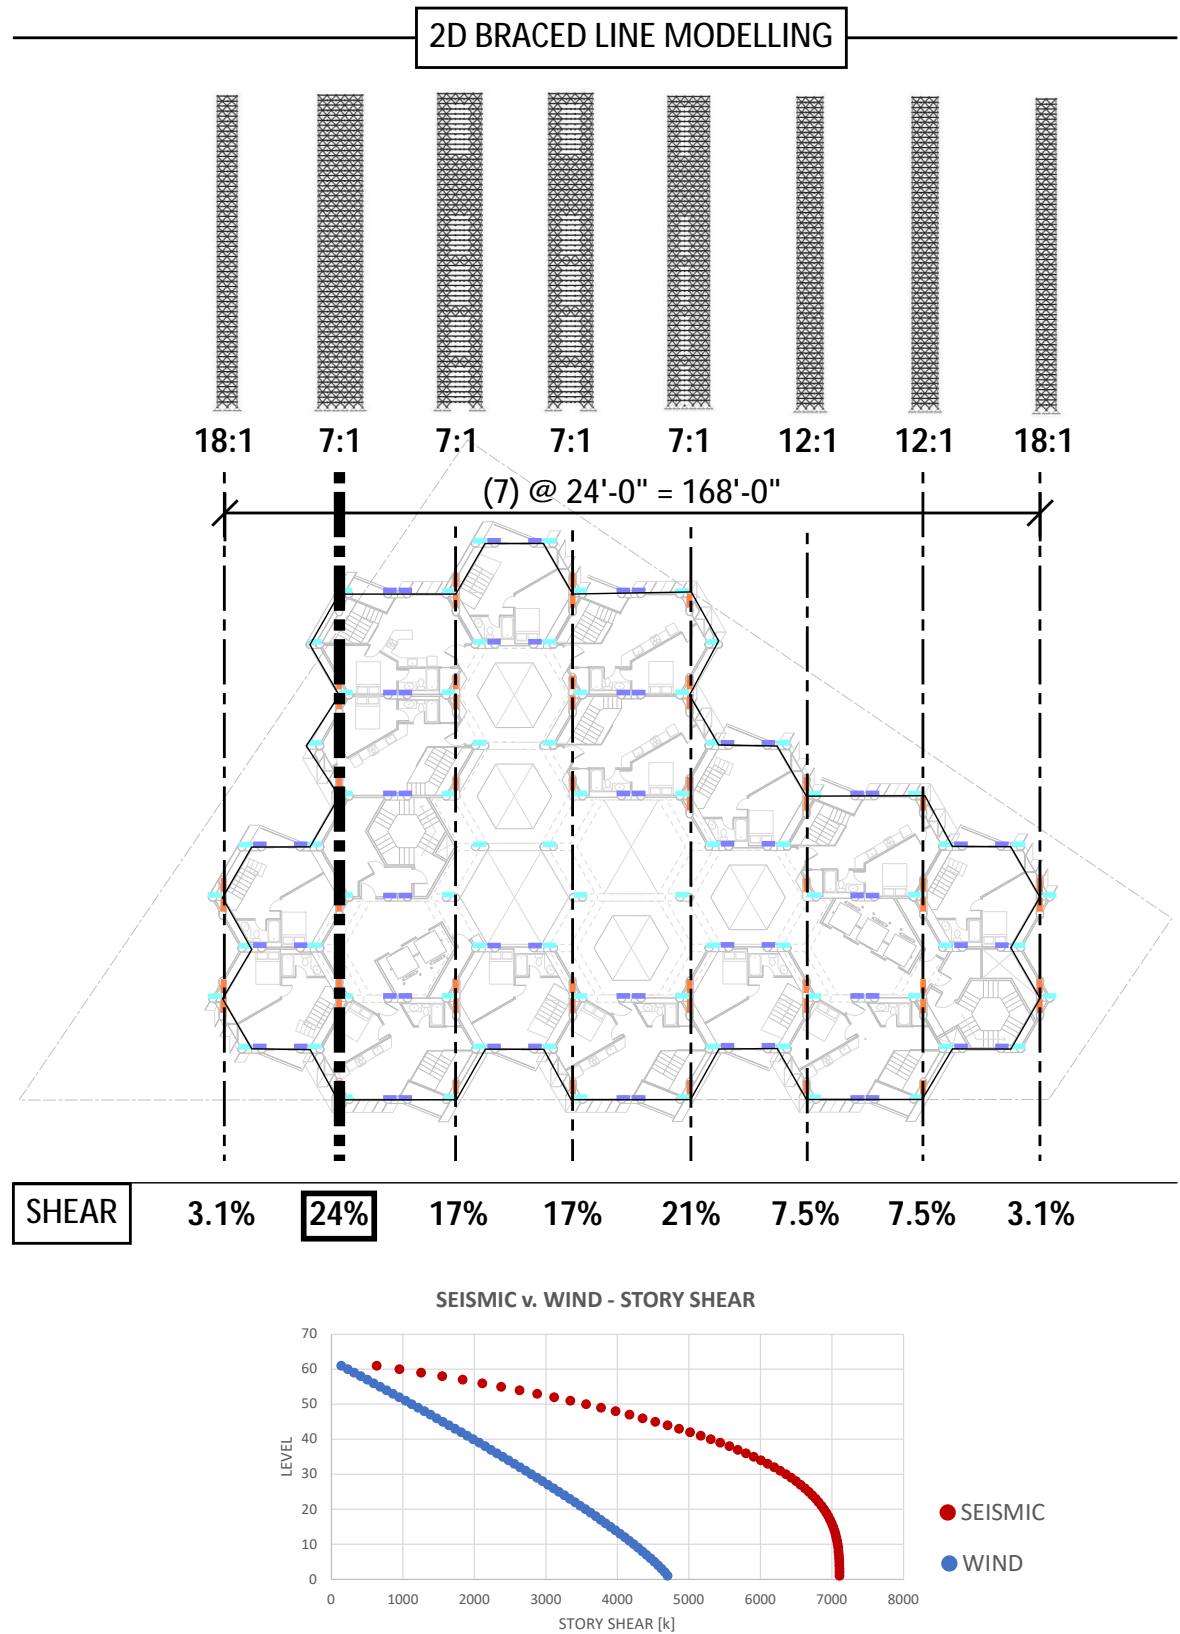 2D BRACED LINE MODELLING
18:1 7:1 7:1 7:1 7:1 12:1 12:1 18:1
(7) @ 24'-0" = 168'-0"
SHEAR 3.1% 24% 17% 17% 21% 7.5% 7.5% 3.1%
SEISMIC v. WIND - STORY SHEAR
70
60
50
40
30
20
10
0
LEVEL
0 1000 2000 3000 4000 5000 6000 7000 8000
STORY SHEAR [k]
SEISMIC
WIND